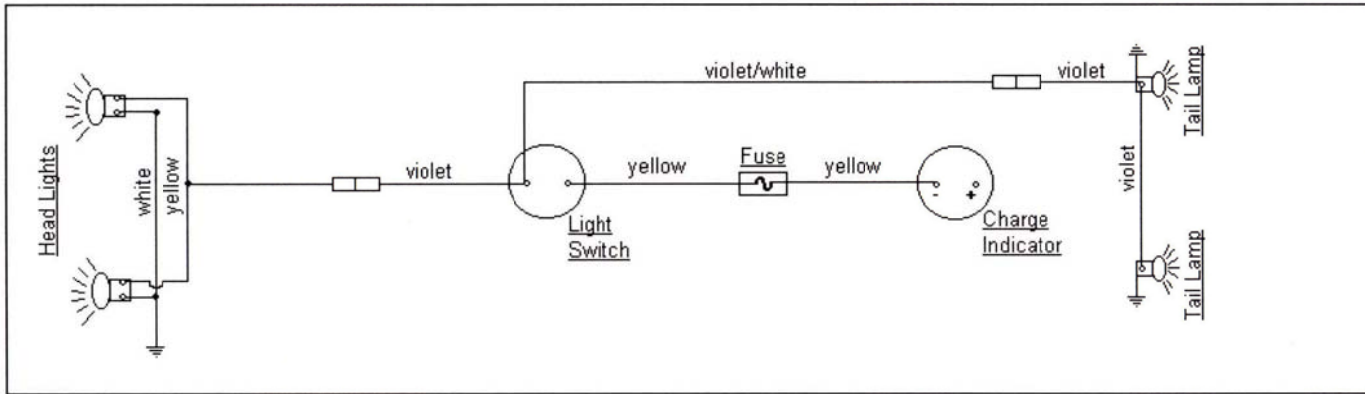 violet/white
violet
Tail Lamp
Head Lights
white
yellow
violet
Light
Switch
yellow
Fuse
yellow
- +
Charge
Indicator
violet
Tail Lamp